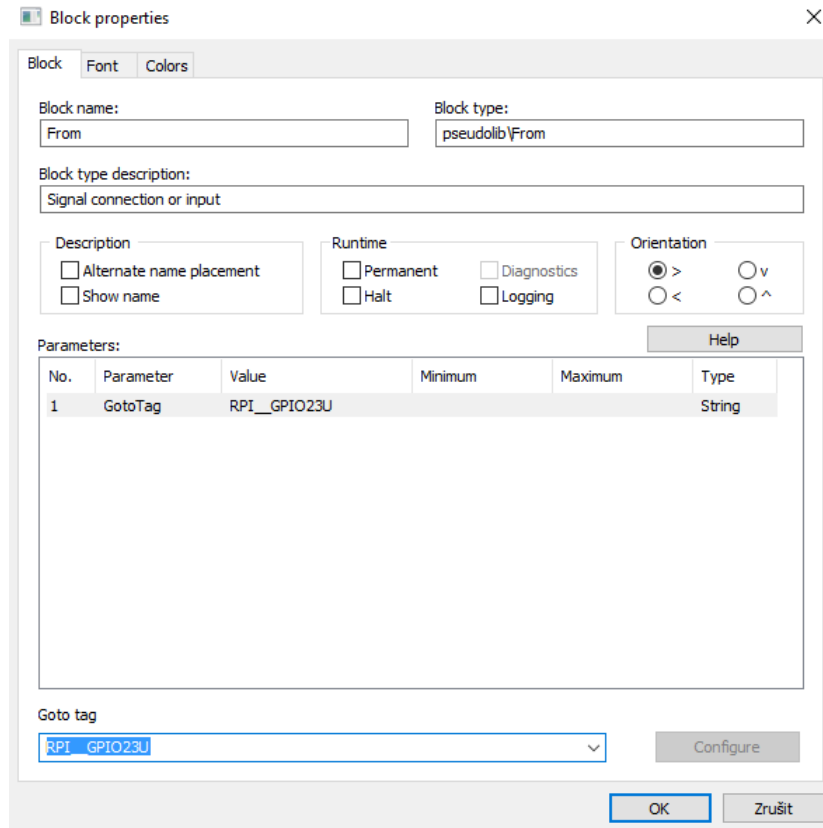 Block properties
Block Font Colors
Block name: Block type:
From pseudolib\From
Block type description:
Signal connection or input
Description Runtime Orientation
Alternate name placement Permanent Diagnostics > v
Show name Halt Logging < ^
Parameters: Help
No. Parameter Value Minimum Maximum Type
1 GotoTag RPI__GPIO23U String
Goto tag
RPI__GPIO23U Configure
OK Zrušit